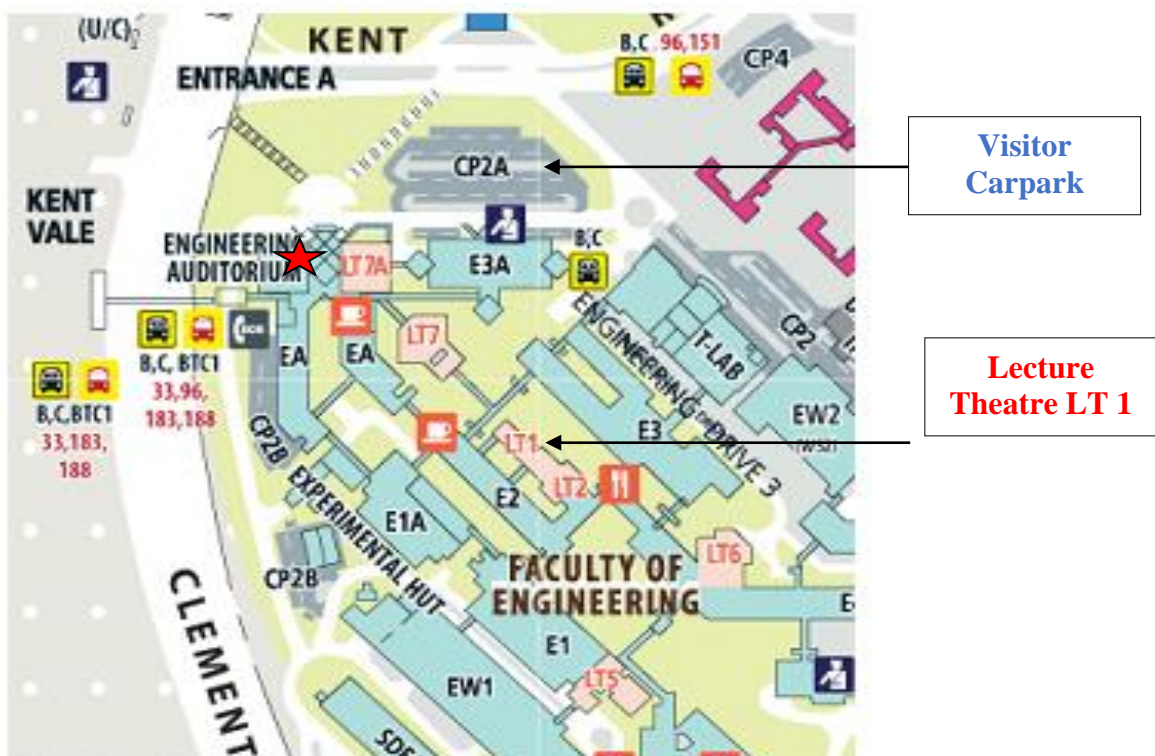 (U/C)
KENT
B,C 96,151
CP4
ENTRANCE A
Visitor
Carpark
CP2A
KENT
VALE
ENGINEERING
AUDITORIUM
LT7A
E3A
B,C
B,C, BTC1
33,96,
183,188
B,C,BTC1
33,183,
188
EA
EA
LT7
ENGINEERING DRIVE 3
T-LAB
CP2
EW2
Lecture
Theatre LT 1
E3
CP2B
LT1
LT2
E2
E1A
EXPERIMENTAL HUT
CP2B
LT6
FACULTY OF
ENGINEERING
E1
CLEMENT
EW1
LT5
SDE